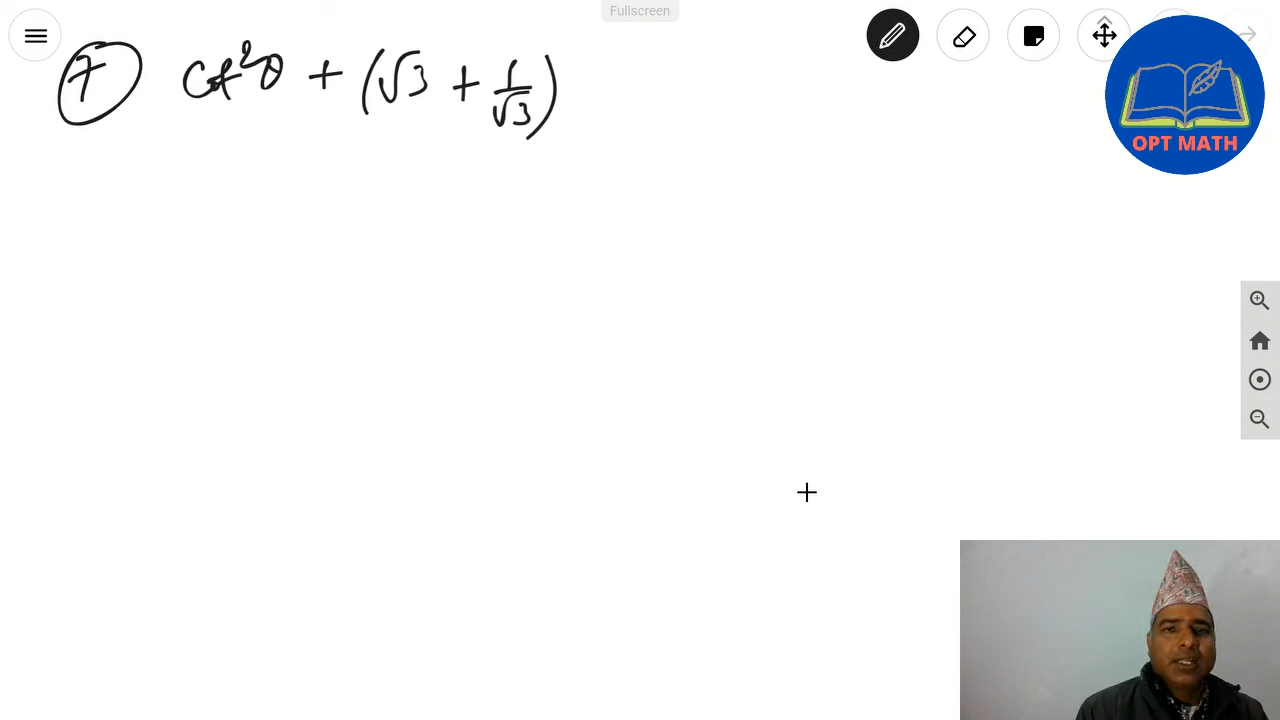 Fullscreen
7 cot²θ + (√3 + 1/√3)
OPT MATH